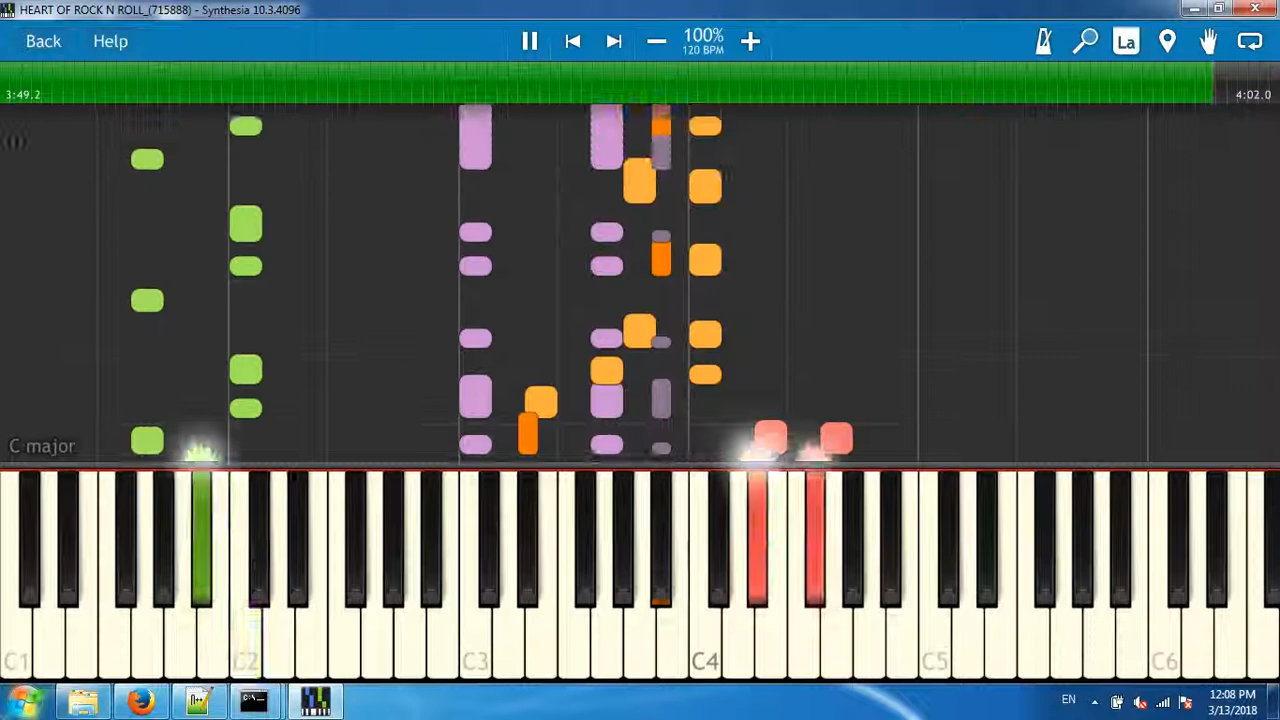 HEART OF ROCK N ROLL_(715888) - Synthesia 10.3.4096
Back Help 100% La
120 BPM
3:49.2 4:02.0
C major
C1 C2 C3 C4 C5 C6
EN 12:08 PM
3/13/2018